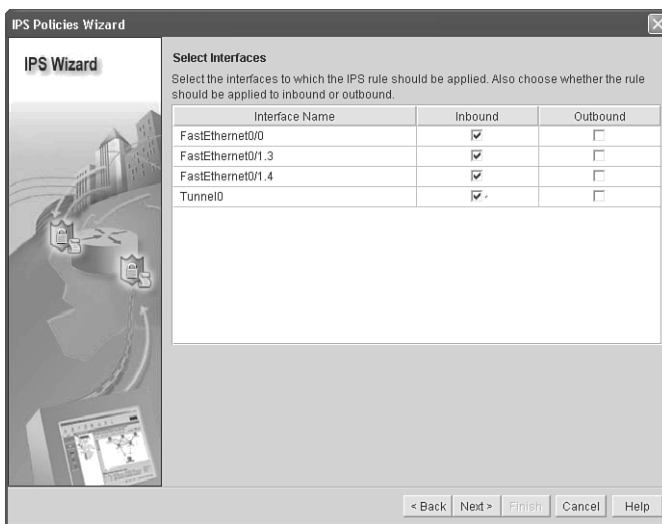 IPS Policies Wizard
IPS Wizard
Select Interfaces
Select the interfaces to which the IPS rule should be applied. Also choose whether the rule
should be applied to inbound or outbound.
Interface Name Inbound Outbound
FastEthernet0/0
FastEthernet0/1.3
FastEthernet0/1.4
Tunnel0
< Back Next > Finish Cancel Help